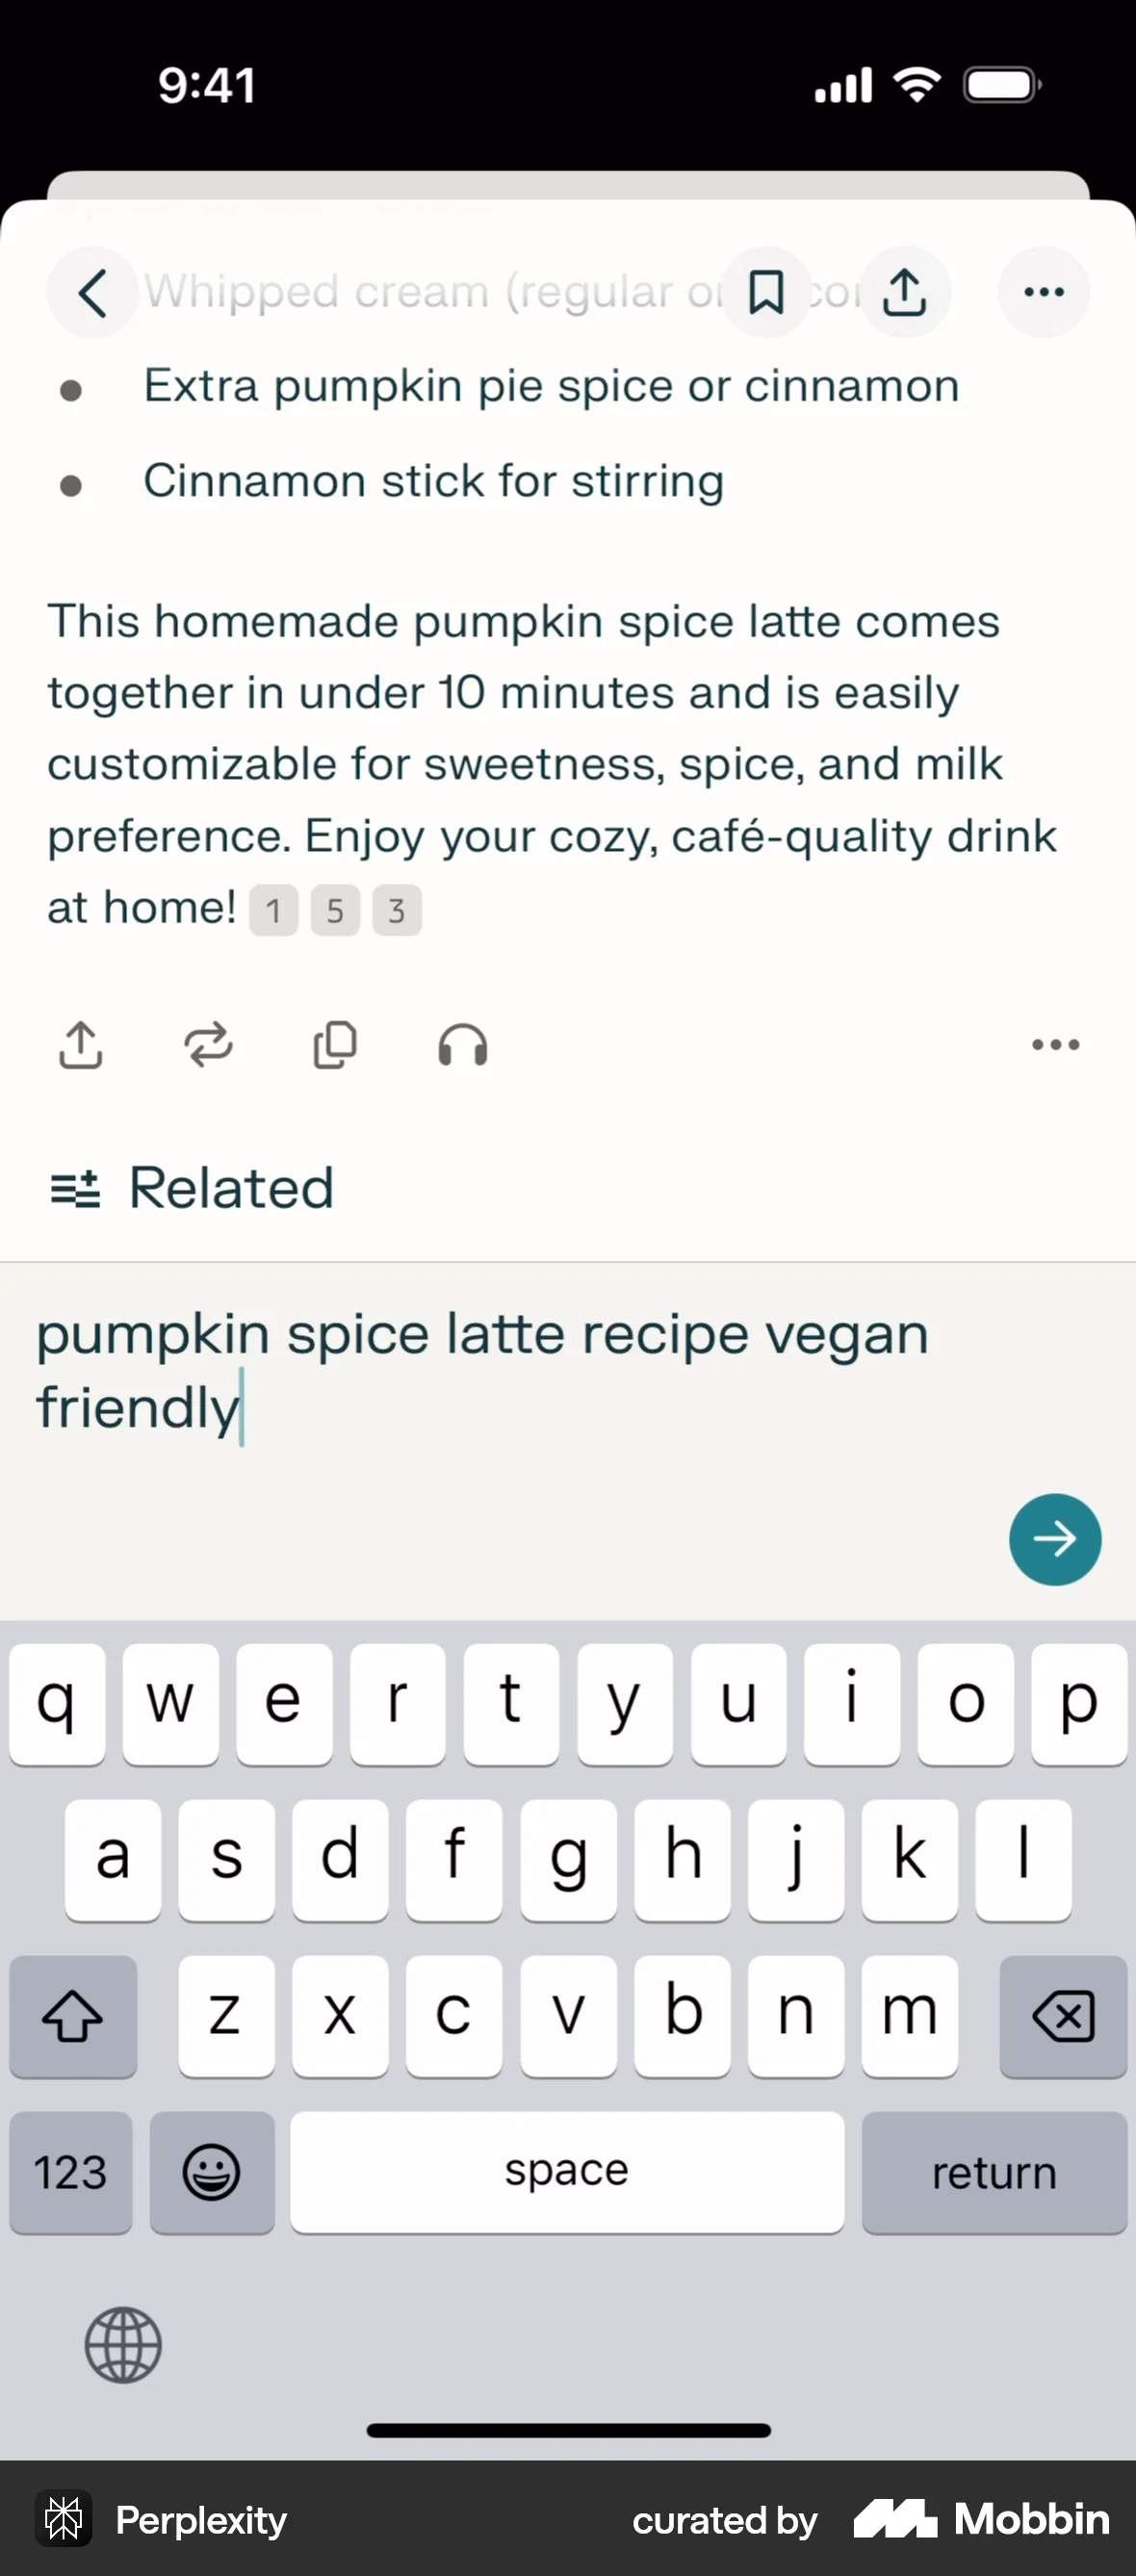 9:41
Whipped cream (regular or
Extra pumpkin pie spice or cinnamon
Cinnamon stick for stirring
This homemade pumpkin spice latte comes
together in under 10 minutes and is easily
customizable for sweetness, spice, and milk
preference. Enjoy your cozy, café-quality drink
at home! 1 5 3
Related
pumpkin spice latte recipe vegan
friendly
q w e r t y u i o p
a s d f g h j k l
z x c v b n m
123 space return
Perplexity curated by Mobbin